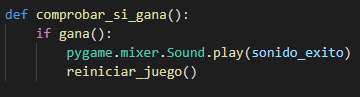 def comprobar_si_gana():
    if gana():
        pygame.mixer.Sound.play(sonido_exito)
        reiniciar_juego()